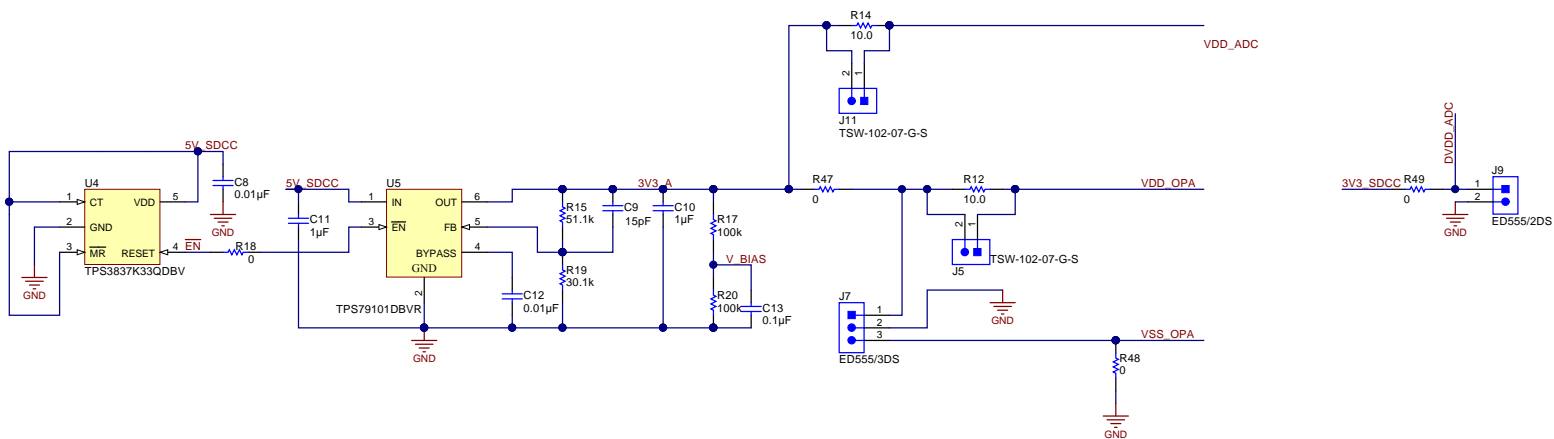 R14
10.0
VDD_ADC
2
1
J11
TSW-102-07-G-S
5V_SDCC
U4
1
CT
VDD
5
2
GND
3
MR
RESET
4
TPS3837K33QDBV
GND
C8
0.01µF
GND
EN
R18
0
5V_SDCC
C11
1µF
U5
1
IN
OUT
6
3
EN
FB
5
BYPASS
4
GND
2
TPS79101DBVR
GND
C12
0.01µF
R15
51.1k
R19
30.1k
C9
15pF
3V3_A
C10
1µF
R17
100k
V_BIAS
R20
100k
C13
0.1µF
R47
0
R12
10.0
VDD_OPA
2
1
J5
TSW-102-07-G-S
J7
1
2
3
ED555/3DS
GND
VSS_OPA
R48
0
GND
3V3_SDCC
R49
0
DVDD_ADC
GND
J9
1
2
ED555/2DS